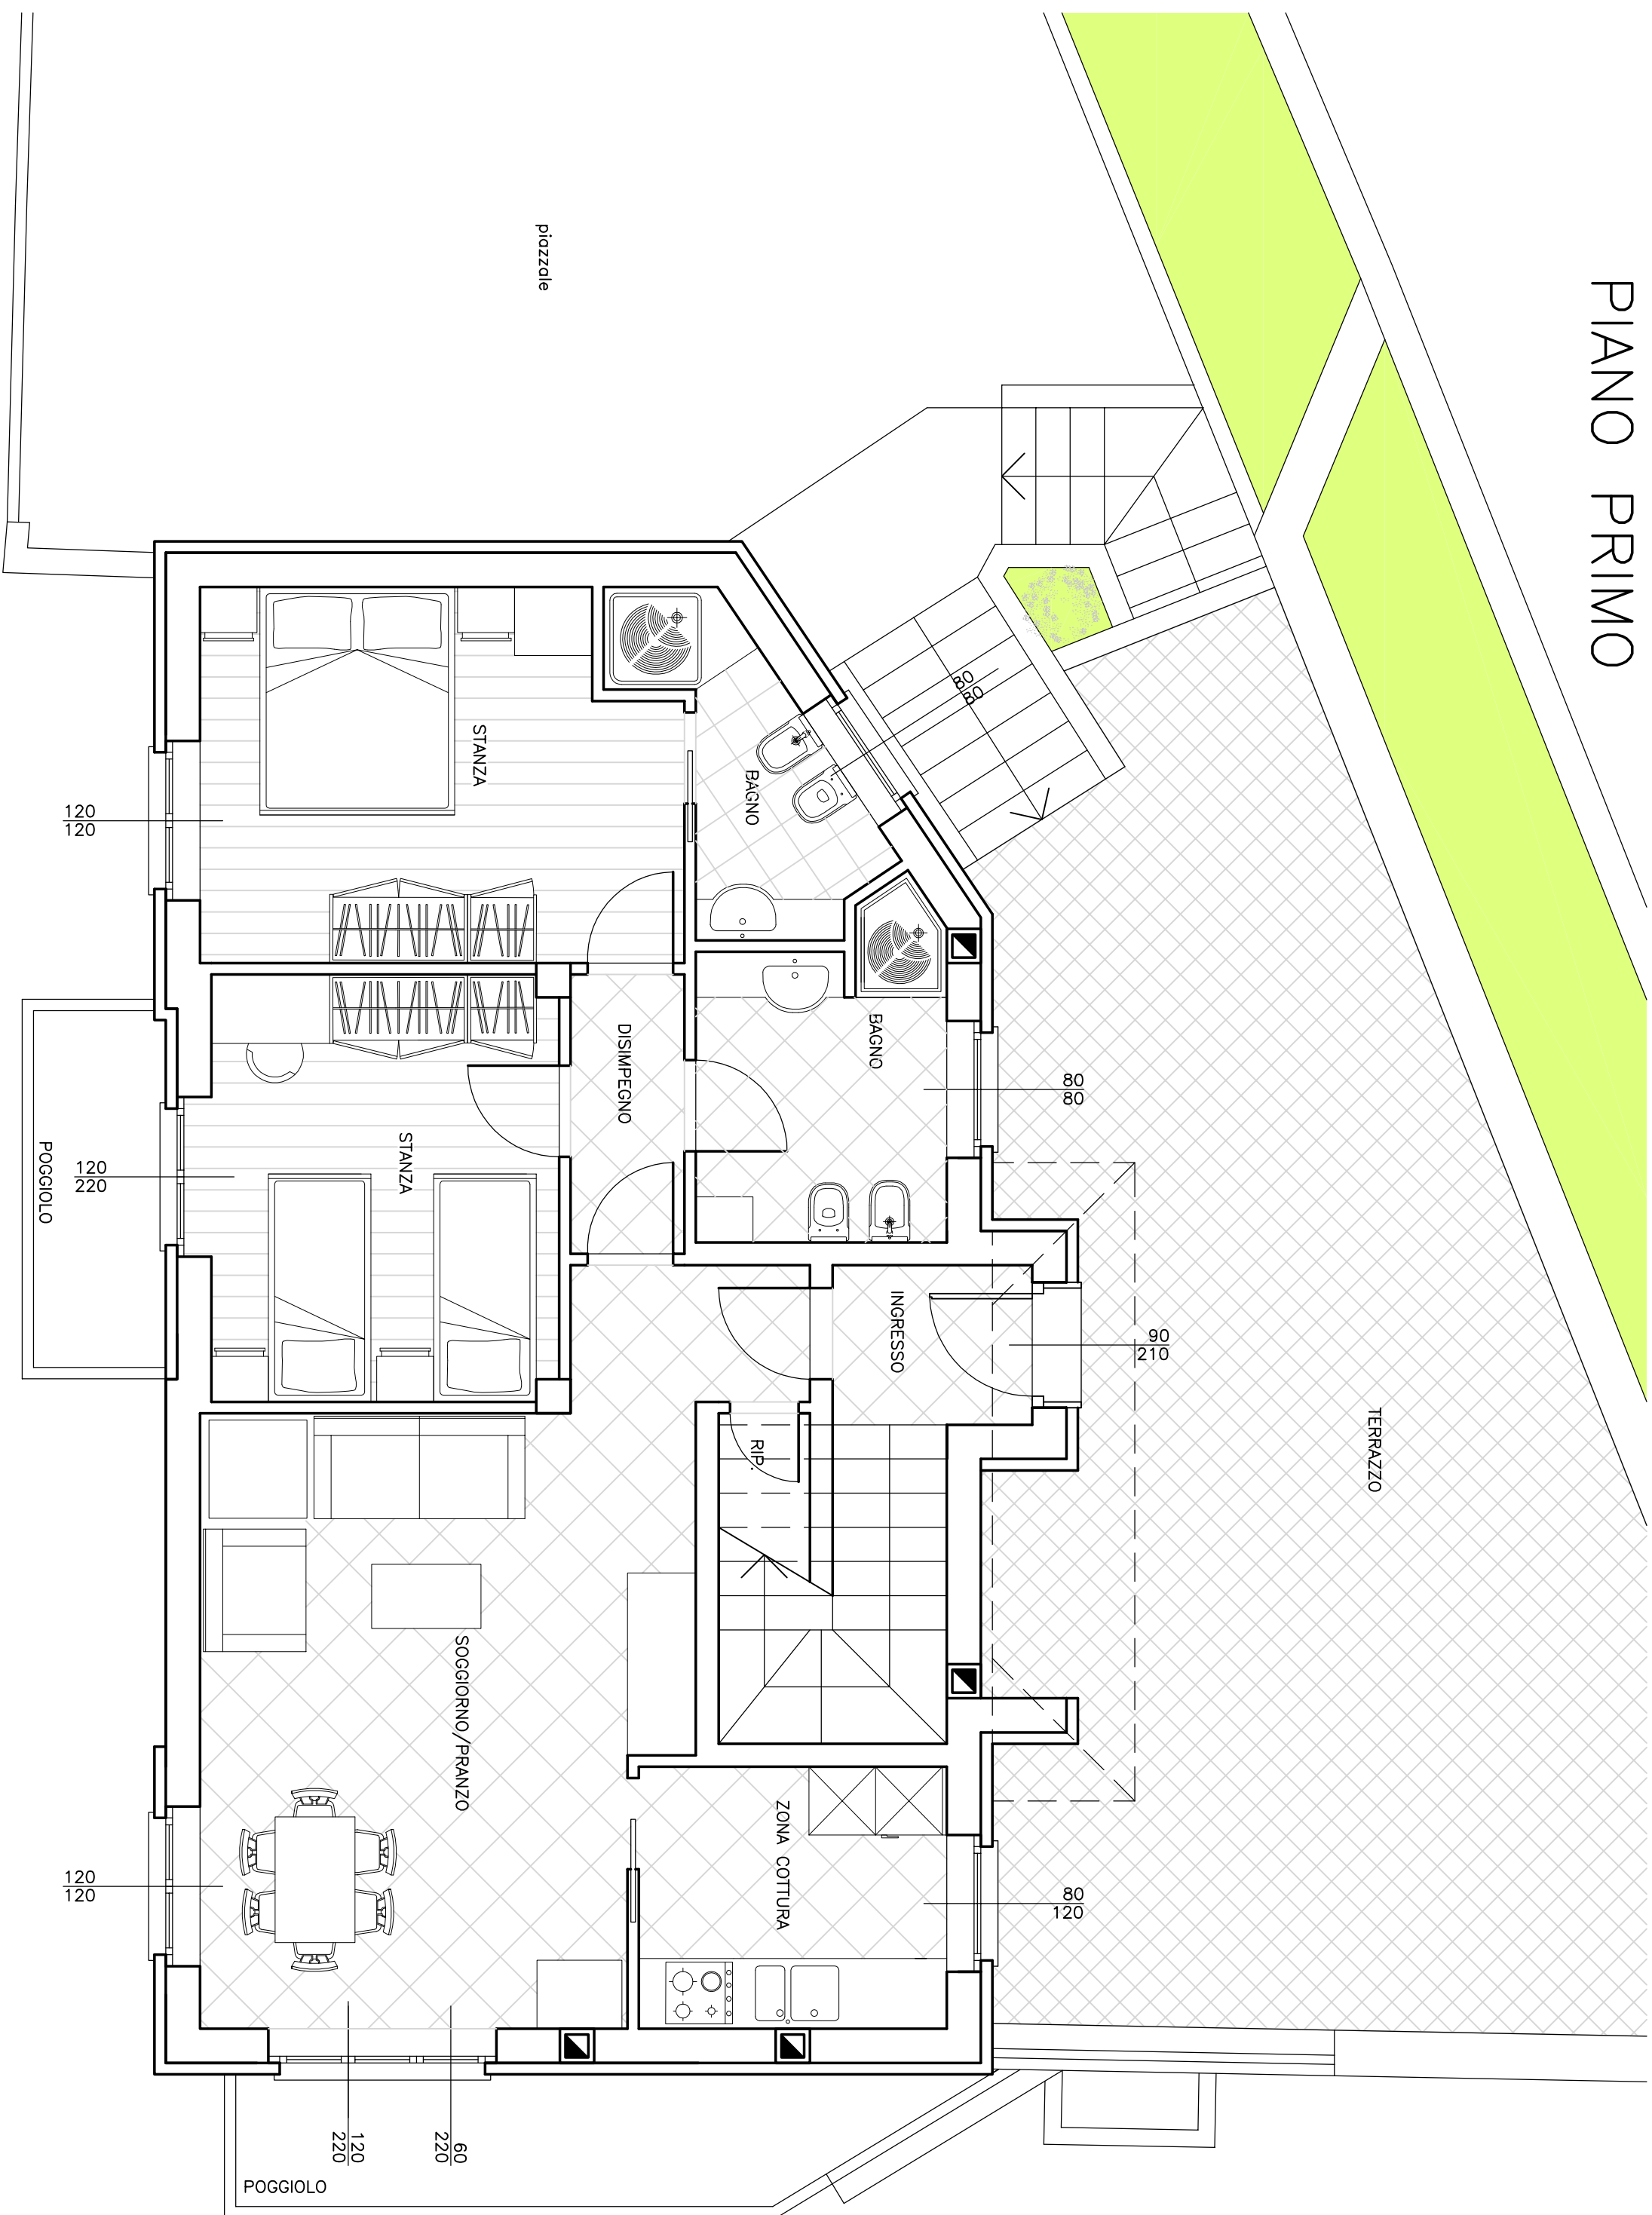 PIANO PRIMO
piazzale
80
80
STANZA
BAGNO
120
120
BAGNO
DISIMPEGNO
80
80
STANZA
POGGIOLO
120
220
INGRESSO
90
210
TERRAZZO
RIP.
SOGGIORNO/PRANZO
ZONA COTTURA
120
120
80
120
120
220
60
220
POGGIOLO